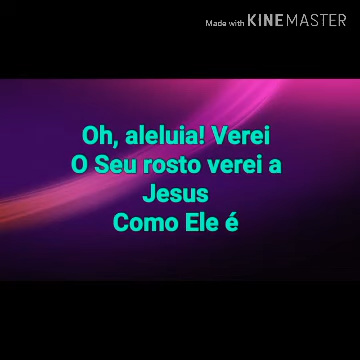 Made with KINEMASTER
Oh, aleluia! Verei
O Seu rosto verei a
Jesus
Como Ele é